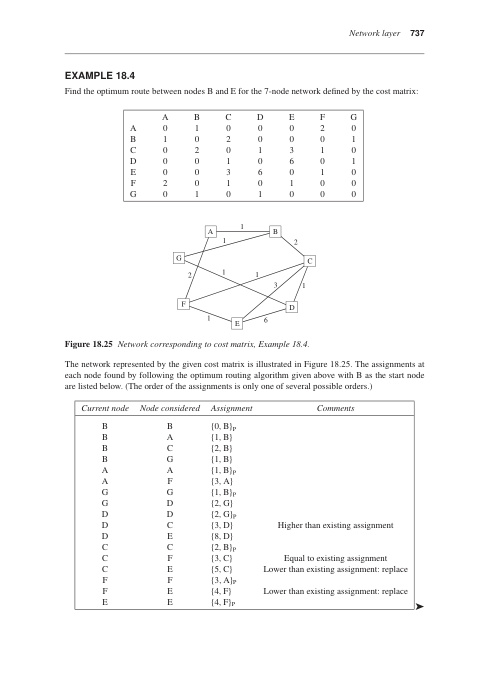 Network layer 737
EXAMPLE 18.4
Find the optimum route between nodes B and E for the 7-node network defined by the cost matrix:
A B C D E F G
A 0 1 0 0 0 2 0
B 1 0 2 0 0 0 1
C 0 2 0 1 3 1 0
D 0 0 1 0 6 0 1
E 0 0 3 6 0 1 0
F 2 0 1 0 1 0 0
G 0 1 0 1 0 0 0
1
A B
1 2
G C
2 1 1
3 1
F D
1 E 6
Figure 18.25 Network corresponding to cost matrix, Example 18.4.
The network represented by the given cost matrix is illustrated in Figure 18.25. The assignments at
each node found by following the optimum routing algorithm given above with B as the start node
are listed below. (The order of the assignments is only one of several possible orders.)
Current node Node considered Assignment Comments
B B {0, B}P
B A {1, B}
B C {2, B}
B G {1, B}
A A {1, B}P
A F {3, A}
G G {1, B}P
G D {2, G}
D D {2, G}P
D C {3, D} Higher than existing assignment
D E {8, D}
C C {2, B}P
C F {3, C} Equal to existing assignment
C E {5, C} Lower than existing assignment: replace
F F {3, A}P
F E {4, F} Lower than existing assignment: replace
E E {4, F}P